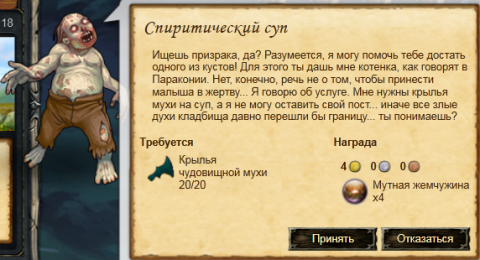 18
Спиритический суп
Ищешь призрака, да? Разумеется, я могу помочь тебе достать
одного из кустов! Для этого ты дашь мне котенка, как говорят в
Параконии. Нет, конечно, речь не о том, чтобы принести
малыша в жертву... Я говорю об услуге. Мне нужны крылья
мухи на суп, а я не могу оставить свой пост... иначе все злые
духи кладбища давно перешли бы границу... ты понимаешь?
Требуется
Крылья
чудовищной мухи
20/20
Награда
4 0 0
Мутная жемчужина
x4
Принять
Отказаться